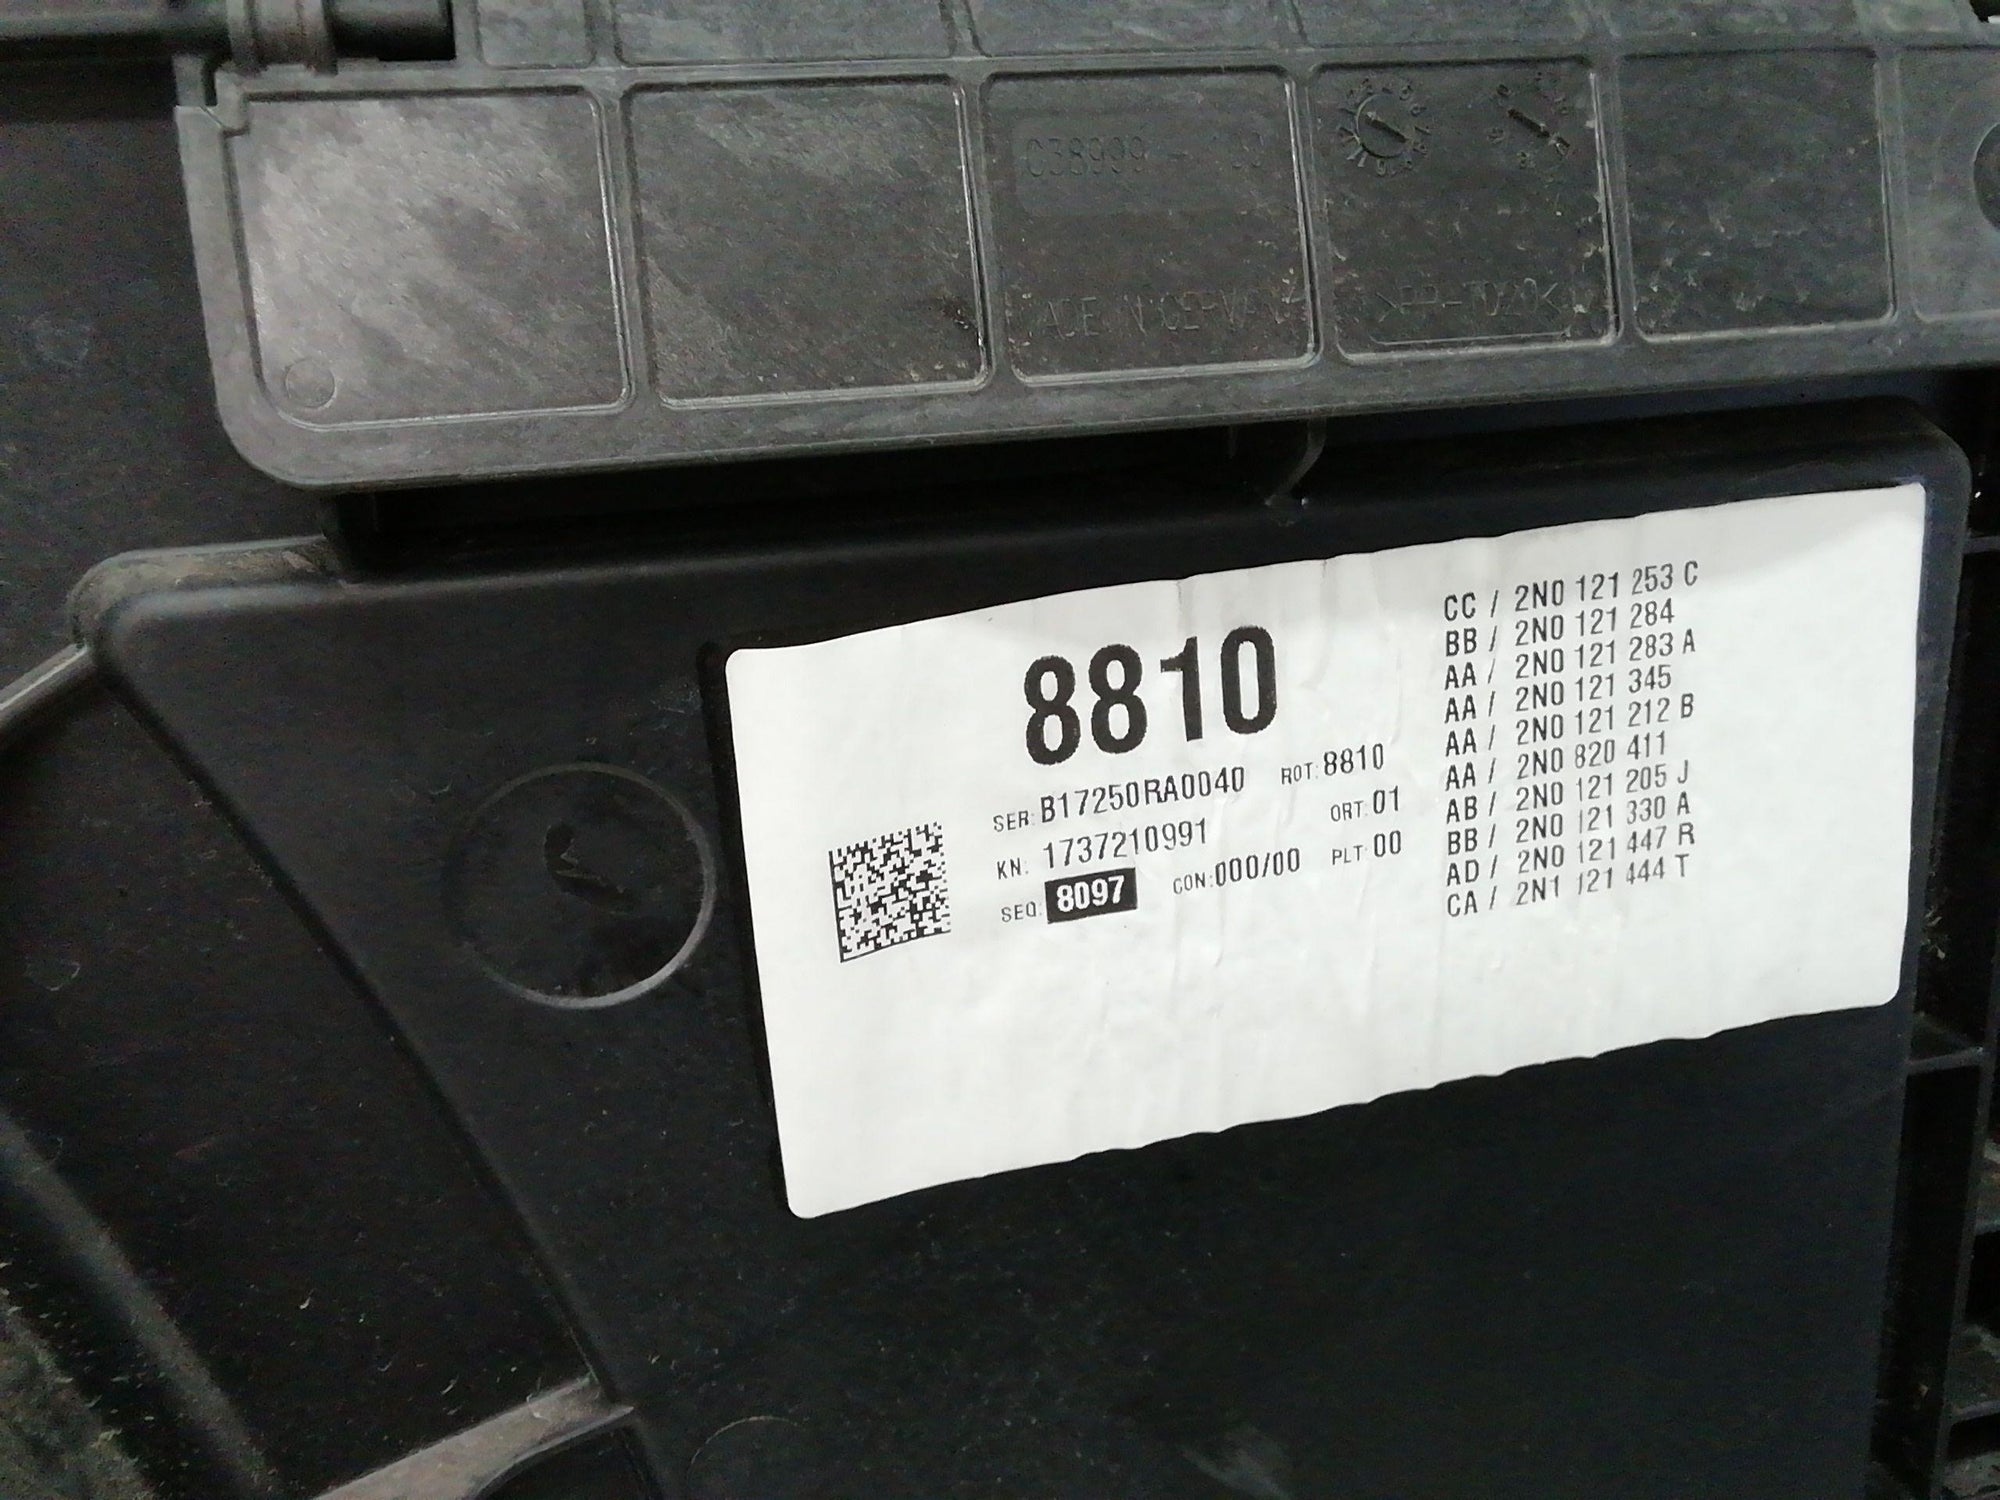 >PP-TD20<
8810
SER: B17250RA0040 ROT: 8810
KN: 1737210991 ORT: 01
SEQ: 8097 CON: 000/00 PLT: 00
CC / 2N0 121 253 C
BB / 2N0 121 284
AA / 2N0 121 283 A
AA / 2N0 121 345
AA / 2N0 121 212 B
AA / 2N0 820 411
AB / 2N0 121 205 J
BB / 2N0 121 330 A
AD / 2N0 121 447 R
CA / 2N1 121 444 T